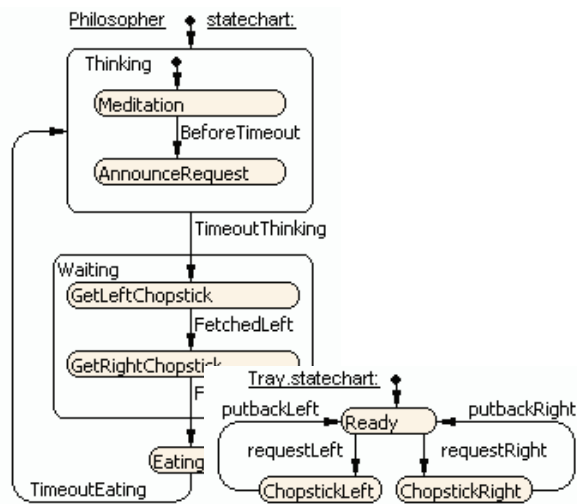 Philosopher statechart:
Thinking
Meditation
BeforeTimeout
AnnounceRequest
TimeoutThinking
Waiting
GetLeftChopstick
FetchedLeft
GetRightChopstick
F
Eating
TimeoutEating
Tray.statechart:
putbackLeft
putbackRight
Ready
requestLeft
requestRight
ChopstickLeft
ChopstickRight